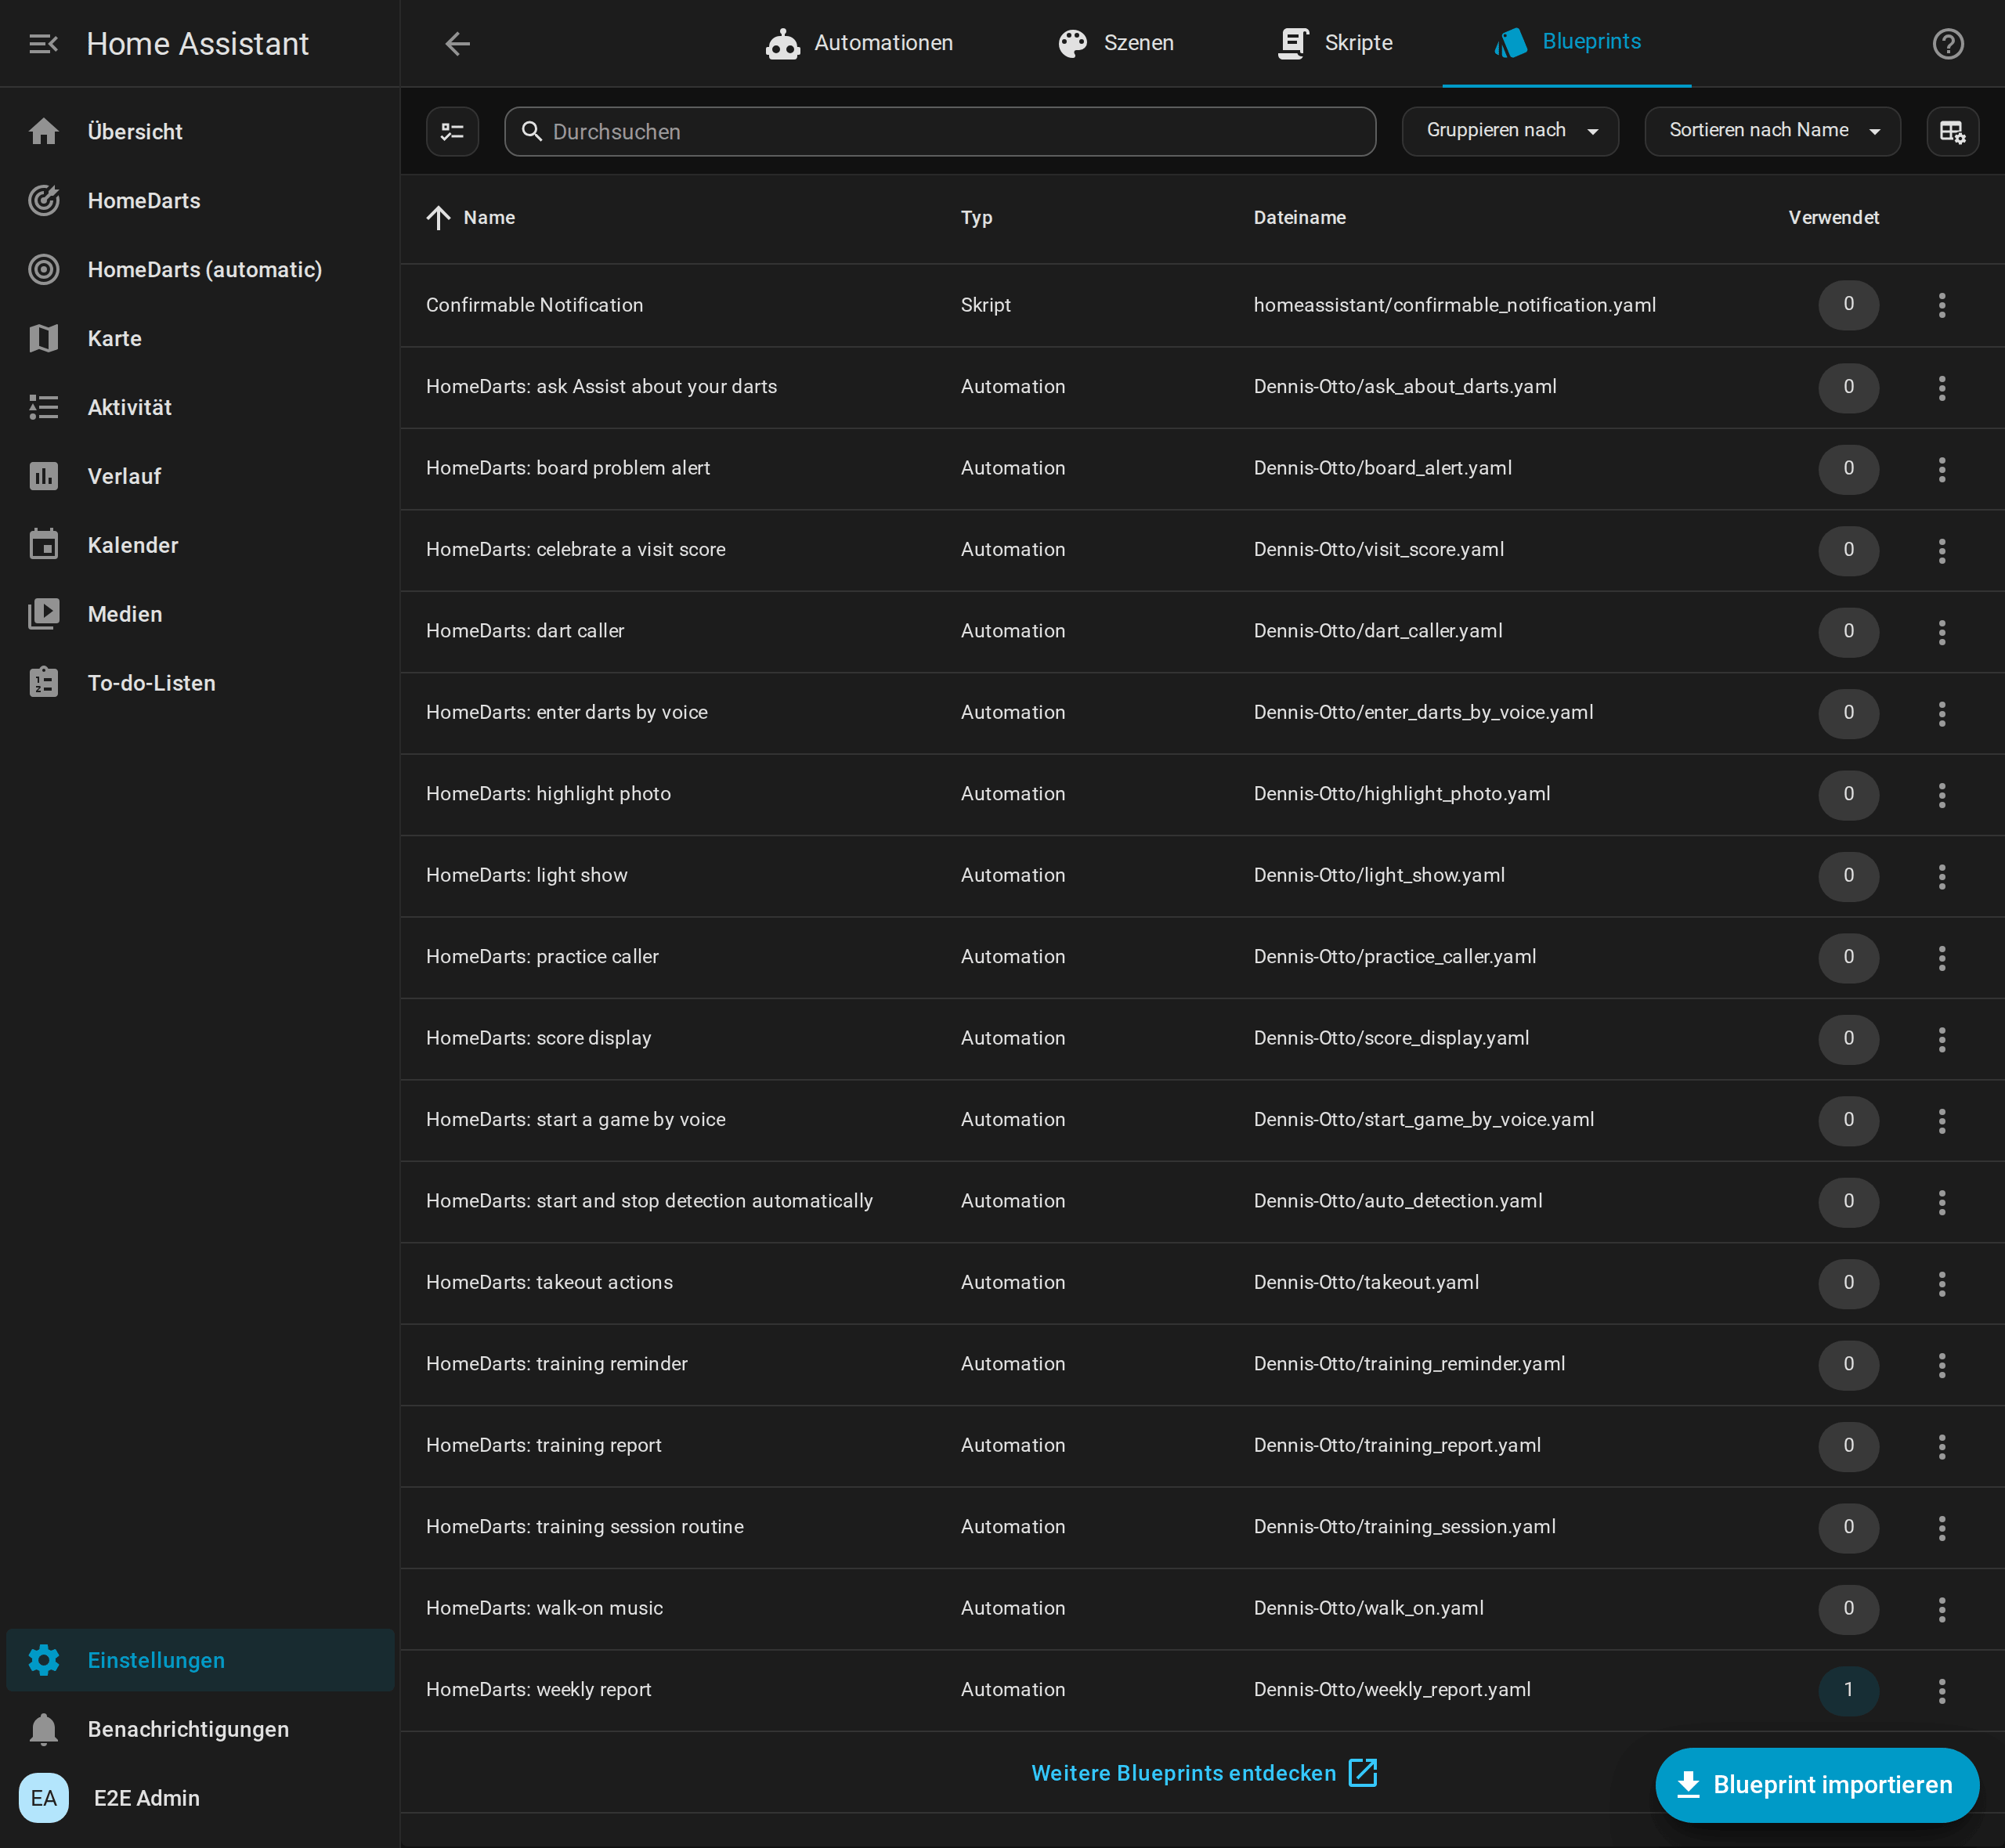 Home Assistant
Automationen
Szenen
Skripte
Blueprints
Übersicht
HomeDarts
HomeDarts (automatic)
Karte
Aktivität
Verlauf
Kalender
Medien
To-do-Listen
Einstellungen
Benachrichtigungen
EA E2E Admin
Durchsuchen
Gruppieren nach
Sortieren nach Name
Name Typ Dateiname Verwendet
Confirmable Notification Skript homeassistant/confirmable_notification.yaml 0
HomeDarts: ask Assist about your darts Automation Dennis-Otto/ask_about_darts.yaml 0
HomeDarts: board problem alert Automation Dennis-Otto/board_alert.yaml 0
HomeDarts: celebrate a visit score Automation Dennis-Otto/visit_score.yaml 0
HomeDarts: dart caller Automation Dennis-Otto/dart_caller.yaml 0
HomeDarts: enter darts by voice Automation Dennis-Otto/enter_darts_by_voice.yaml 0
HomeDarts: highlight photo Automation Dennis-Otto/highlight_photo.yaml 0
HomeDarts: light show Automation Dennis-Otto/light_show.yaml 0
HomeDarts: practice caller Automation Dennis-Otto/practice_caller.yaml 0
HomeDarts: score display Automation Dennis-Otto/score_display.yaml 0
HomeDarts: start a game by voice Automation Dennis-Otto/start_game_by_voice.yaml 0
HomeDarts: start and stop detection automatically Automation Dennis-Otto/auto_detection.yaml 0
HomeDarts: takeout actions Automation Dennis-Otto/takeout.yaml 0
HomeDarts: training reminder Automation Dennis-Otto/training_reminder.yaml 0
HomeDarts: training report Automation Dennis-Otto/training_report.yaml 0
HomeDarts: training session routine Automation Dennis-Otto/training_session.yaml 0
HomeDarts: walk-on music Automation Dennis-Otto/walk_on.yaml 0
HomeDarts: weekly report Automation Dennis-Otto/weekly_report.yaml 1
Weitere Blueprints entdecken
Blueprint importieren